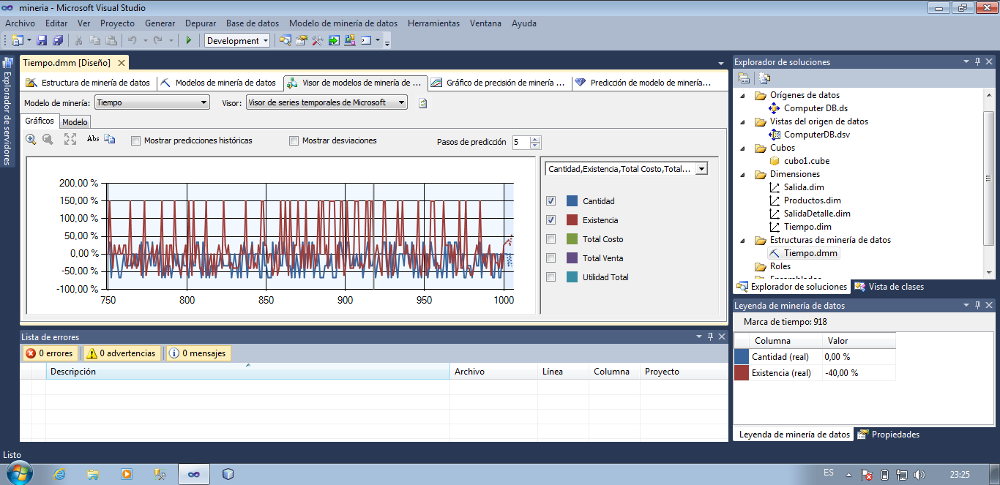 mineria - Microsoft Visual Studio
Archivo Editar Ver Proyecto Generar Depurar Base de datos Modelo de minería de datos Herramientas Ventana Ayuda
Development
Explorador de servidores
Tiempo.dmm [Diseño]
Estructura de minería de datos Modelos de minería de datos Visor de modelos de minería de ... Gráfico de precisión de minería ... Predicción de modelo de minería...
Modelo de minería: Tiempo Visor: Visor de series temporales de Microsoft
Gráficos Modelo
Abs Mostrar predicciones históricas Mostrar desviaciones Pasos de predicción 5
200,00 %
150,00 %
100,00 %
50,00 %
0,00 %
-50,00 %
-100,00 %
750 800 850 900 950 1000
Cantidad,Existencia,Total Costo,Total...
Cantidad
Existencia
Total Costo
Total Venta
Utilidad Total
Lista de errores
0 errores 0 advertencias 0 mensajes
Descripción Archivo Línea Columna Proyecto
Explorador de soluciones
Orígenes de datos
Computer DB.ds
Vistas del origen de datos
ComputerDB.dsv
Cubos
cubo1.cube
Dimensiones
Salida.dim
Productos.dim
SalidaDetalle.dim
Tiempo.dim
Estructuras de minería de datos
Tiempo.dmm
Roles
Explorador de soluciones Vista de clases
Leyenda de minería de datos
Marca de tiempo: 918
Columna Valor
Cantidad (real) 0,00 %
Existencia (real) -40,00 %
Leyenda de minería de datos Propiedades
Listo
ES 23:25